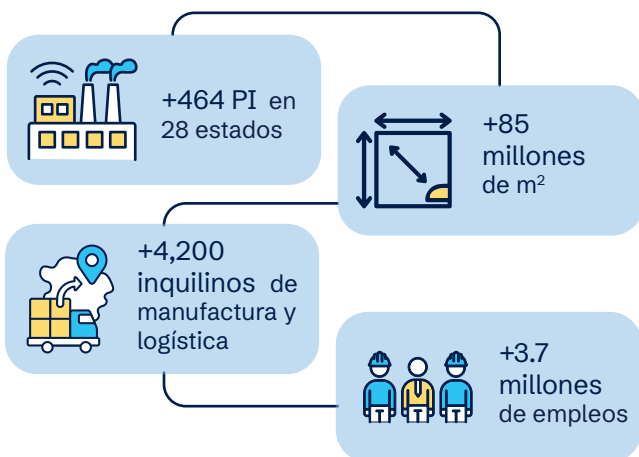 +464 PI en
28 estados
+85
millones
de m²
+4,200
inquilinos de
manufactura y
logística
+3.7
millones
de empleos